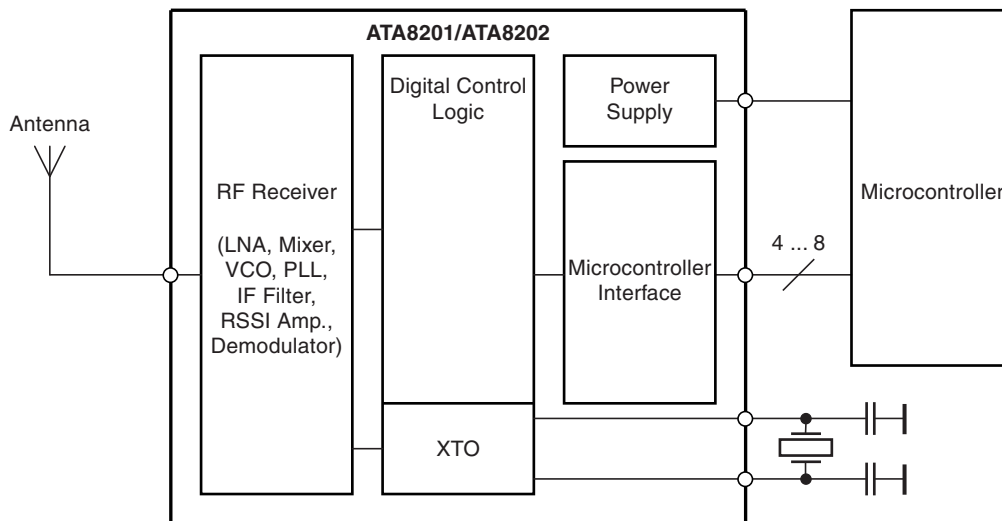 ATA8201/ATA8202
Antenna
RF Receiver
(LNA, Mixer,
VCO, PLL,
IF Filter,
RSSI Amp.,
Demodulator)
Digital Control
Logic
XTO
Power
Supply
Microcontroller
Interface
4 ... 8
Microcontroller